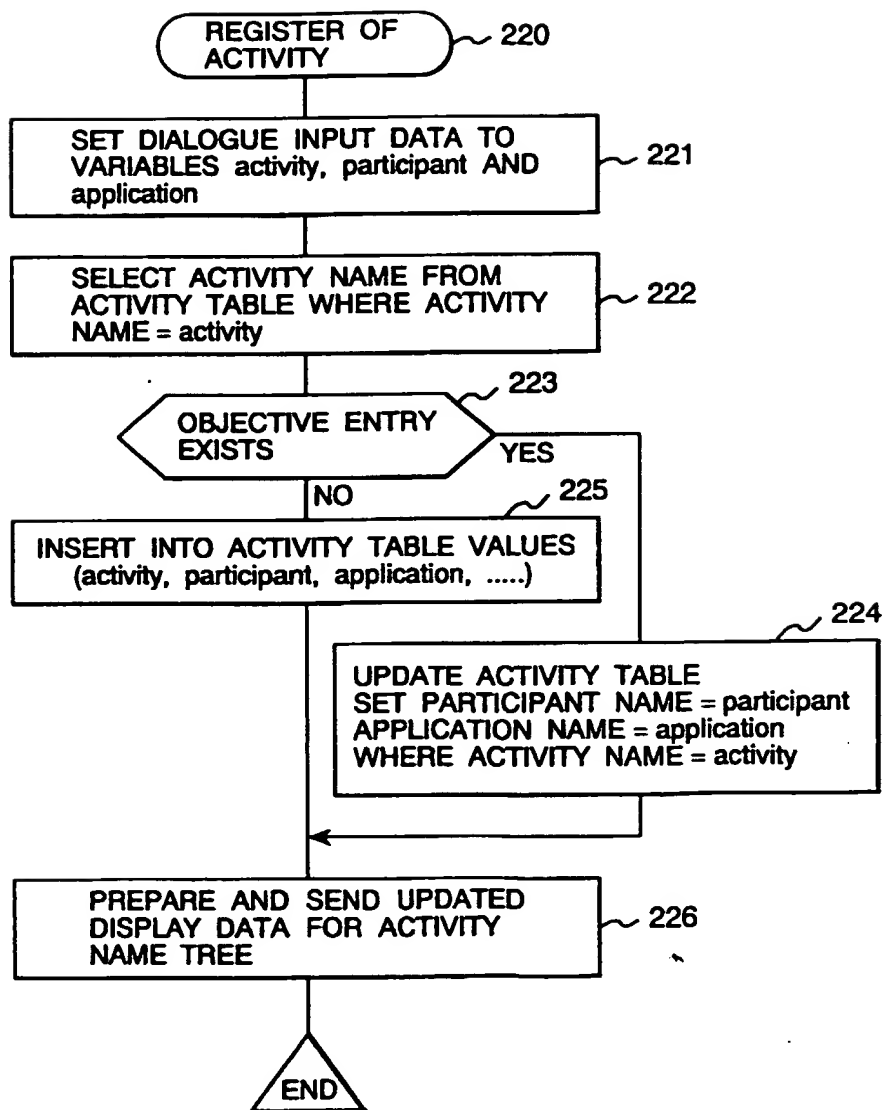 REGISTER OF
ACTIVITY
220
SET DIALOGUE INPUT DATA TO
VARIABLES activity, participant AND
application
221
SELECT ACTIVITY NAME FROM
ACTIVITY TABLE WHERE ACTIVITY
NAME = activity
222
223
OBJECTIVE ENTRY
EXISTS
YES
NO
225
INSERT INTO ACTIVITY TABLE VALUES
(activity, participant, application, .....)
224
UPDATE ACTIVITY TABLE
SET PARTICIPANT NAME = participant
APPLICATION NAME = application
WHERE ACTIVITY NAME = activity
PREPARE AND SEND UPDATED
DISPLAY DATA FOR ACTIVITY
NAME TREE
226
END